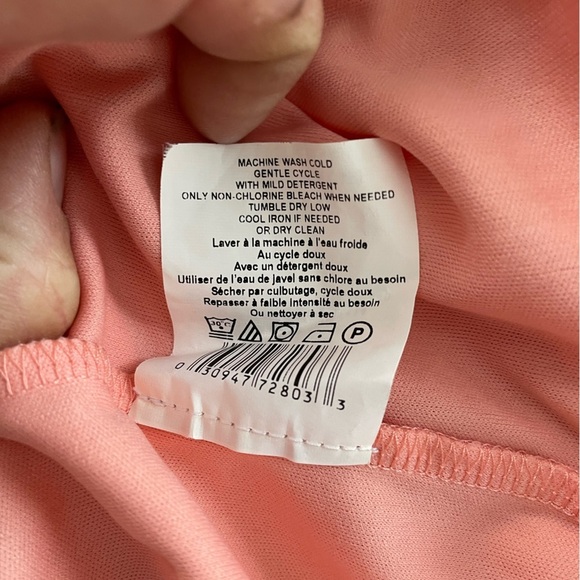 MACHINE WASH COLD
GENTLE CYCLE
WITH MILD DETERGENT
ONLY NON-CHLORINE BLEACH WHEN NEEDED
TUMBLE DRY LOW
COOL IRON IF NEEDED
OR DRY CLEAN
Laver à la machine à l'eau froide
Au cycle doux
Avec un détergent doux
Utiliser de l'eau de javel sans chlore au besoin
Sécher par culbutage, cycle doux
Repasser à faible intensité au besoin
Ou nettoyer à sec
30°C P
0 30947 72803 3